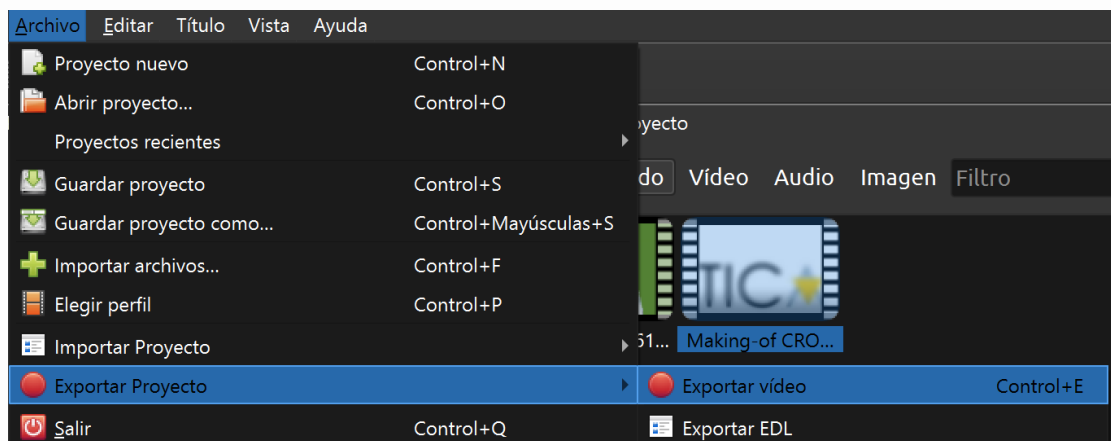 Archivo Editar Título Vista Ayuda
Proyecto nuevo Control+N
Abrir proyecto... Control+O
Proyectos recientes
Guardar proyecto Control+S
Guardar proyecto como... Control+Mayúsculas+S
Importar archivos... Control+F
Elegir perfil Control+P
Importar Proyecto
Exportar Proyecto
Salir Control+Q
oyecto
do Vídeo Audio Imagen Filtro
TICA
61... Making-of CRO...
Exportar vídeo Control+E
Exportar EDL